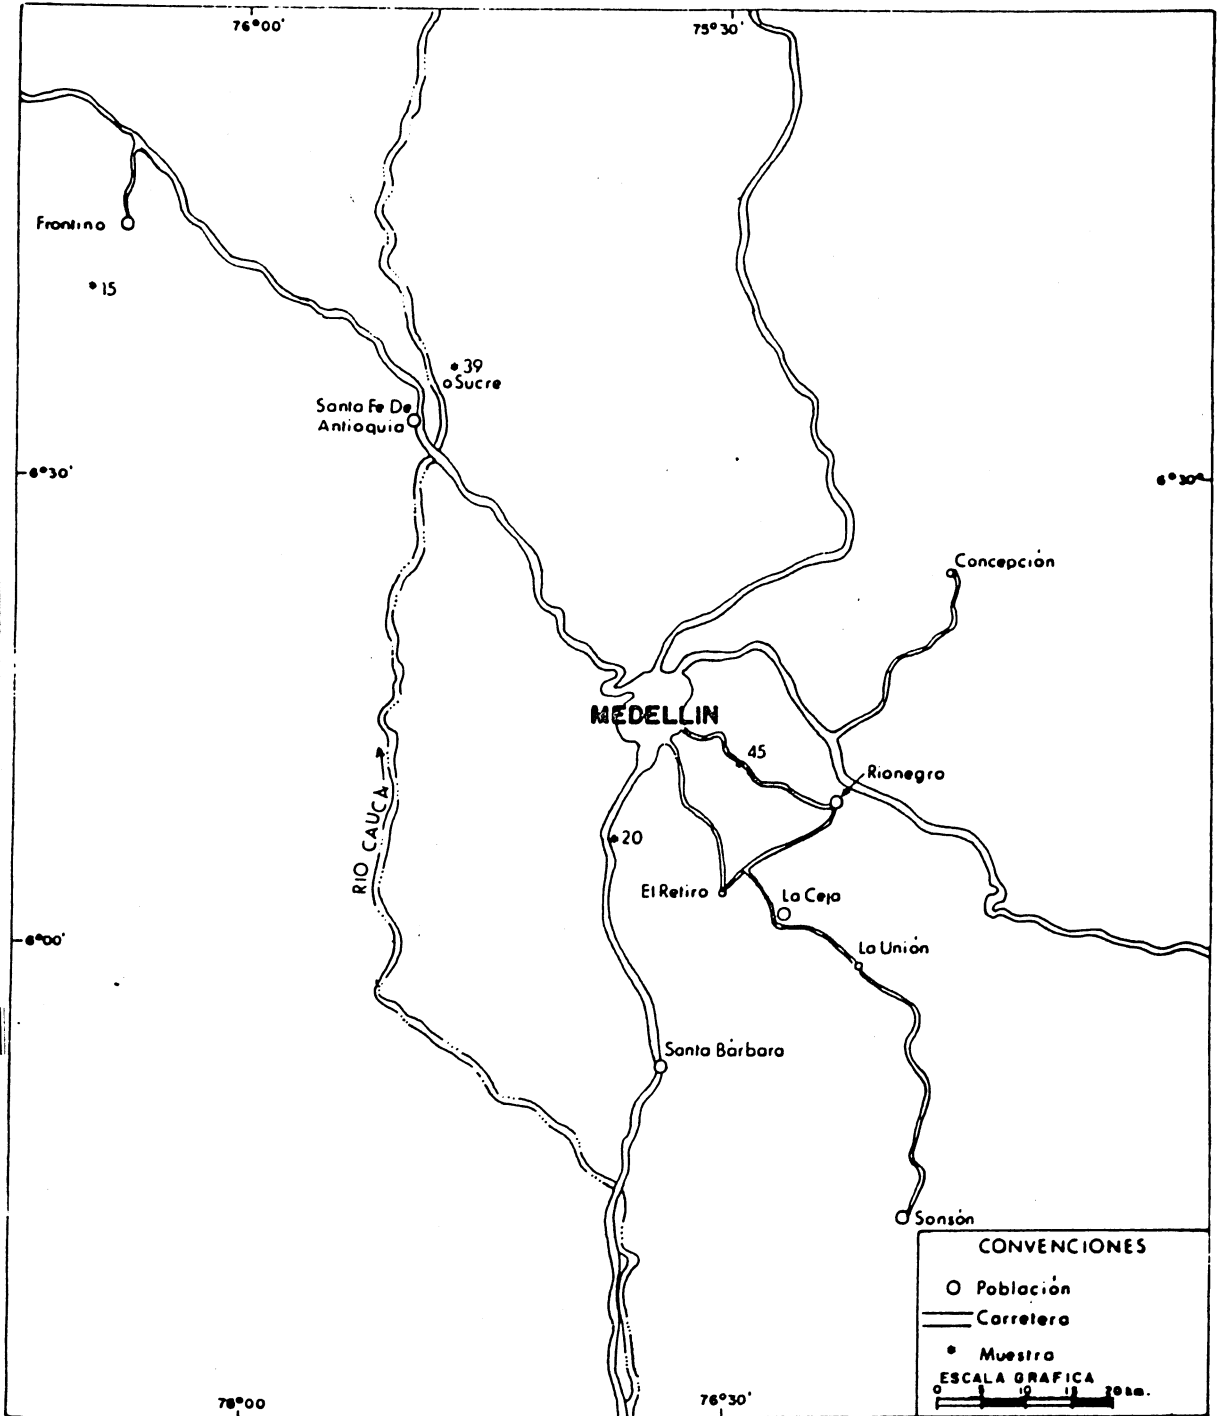 76°00'
75°30'
Frontino
15
39
Sucre
Santa Fe De
Antioquia
6°30'
6°30'
Concepción
MEDELLIN
45
Rionegro
RIO CAUCA
20
El Retiro
La Ceja
6°00'
La Unión
Santa Bárbara
Sonsón
CONVENCIONES
Población
Carretera
Muestra
ESCALA GRAFICA
0 5 10 15 20 km.
76°00
76°30'